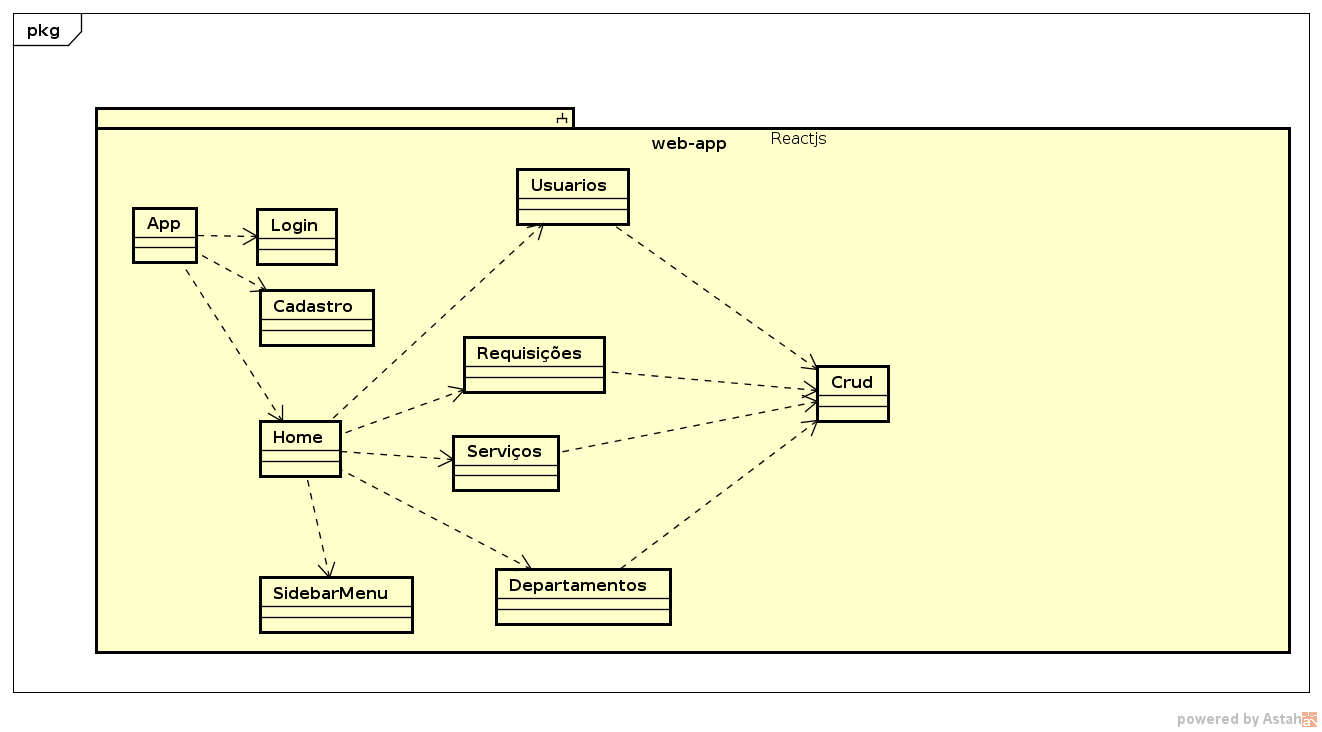 pkg
web-app
Reactjs
Usuarios
App
Login
Cadastro
Requisições
Crud
Home
Serviços
SidebarMenu
Departamentos
powered by Astah